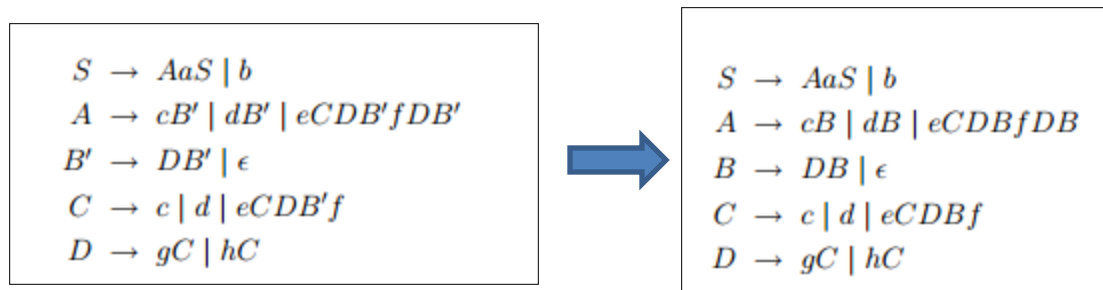 S → AaS | b
A → cB′ | dB′ | eCDB′fDB′
B′ → DB′ | ϵ
C → c | d | eCDB′f
D → gC | hC
S → AaS | b
A → cB | dB | eCDBfDB
B → DB | ϵ
C → c | d | eCDBf
D → gC | hC